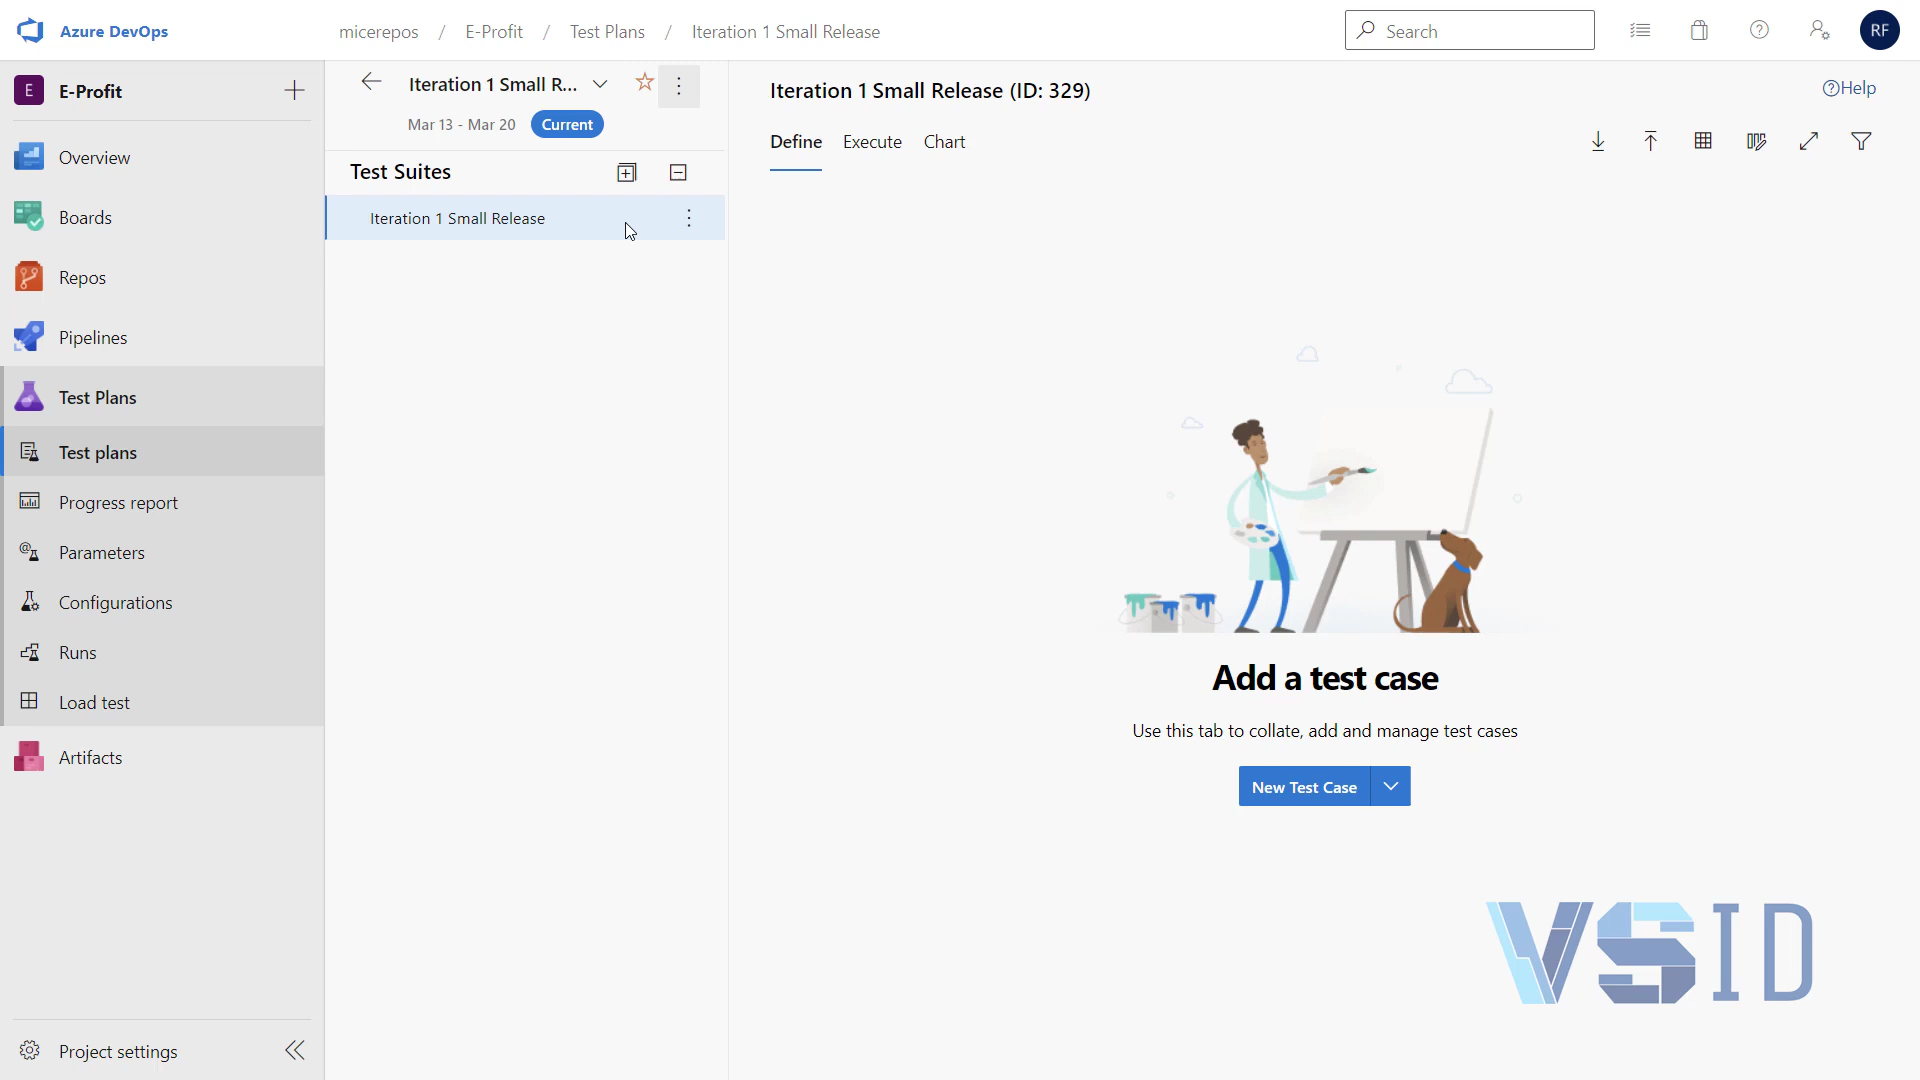 Azure DevOps
micerepos / E-Profit / Test Plans / Iteration 1 Small Release
Search
RF
E E-Profit
Overview
Boards
Repos
Pipelines
Test Plans
Test plans
Progress report
Parameters
Configurations
Runs
Load test
Artifacts
Project settings
Iteration 1 Small R...
Mar 13 - Mar 20 Current
Test Suites
Iteration 1 Small Release
Iteration 1 Small Release (ID: 329)
Help
Define Execute Chart
Add a test case
Use this tab to collate, add and manage test cases
New Test Case
VSID